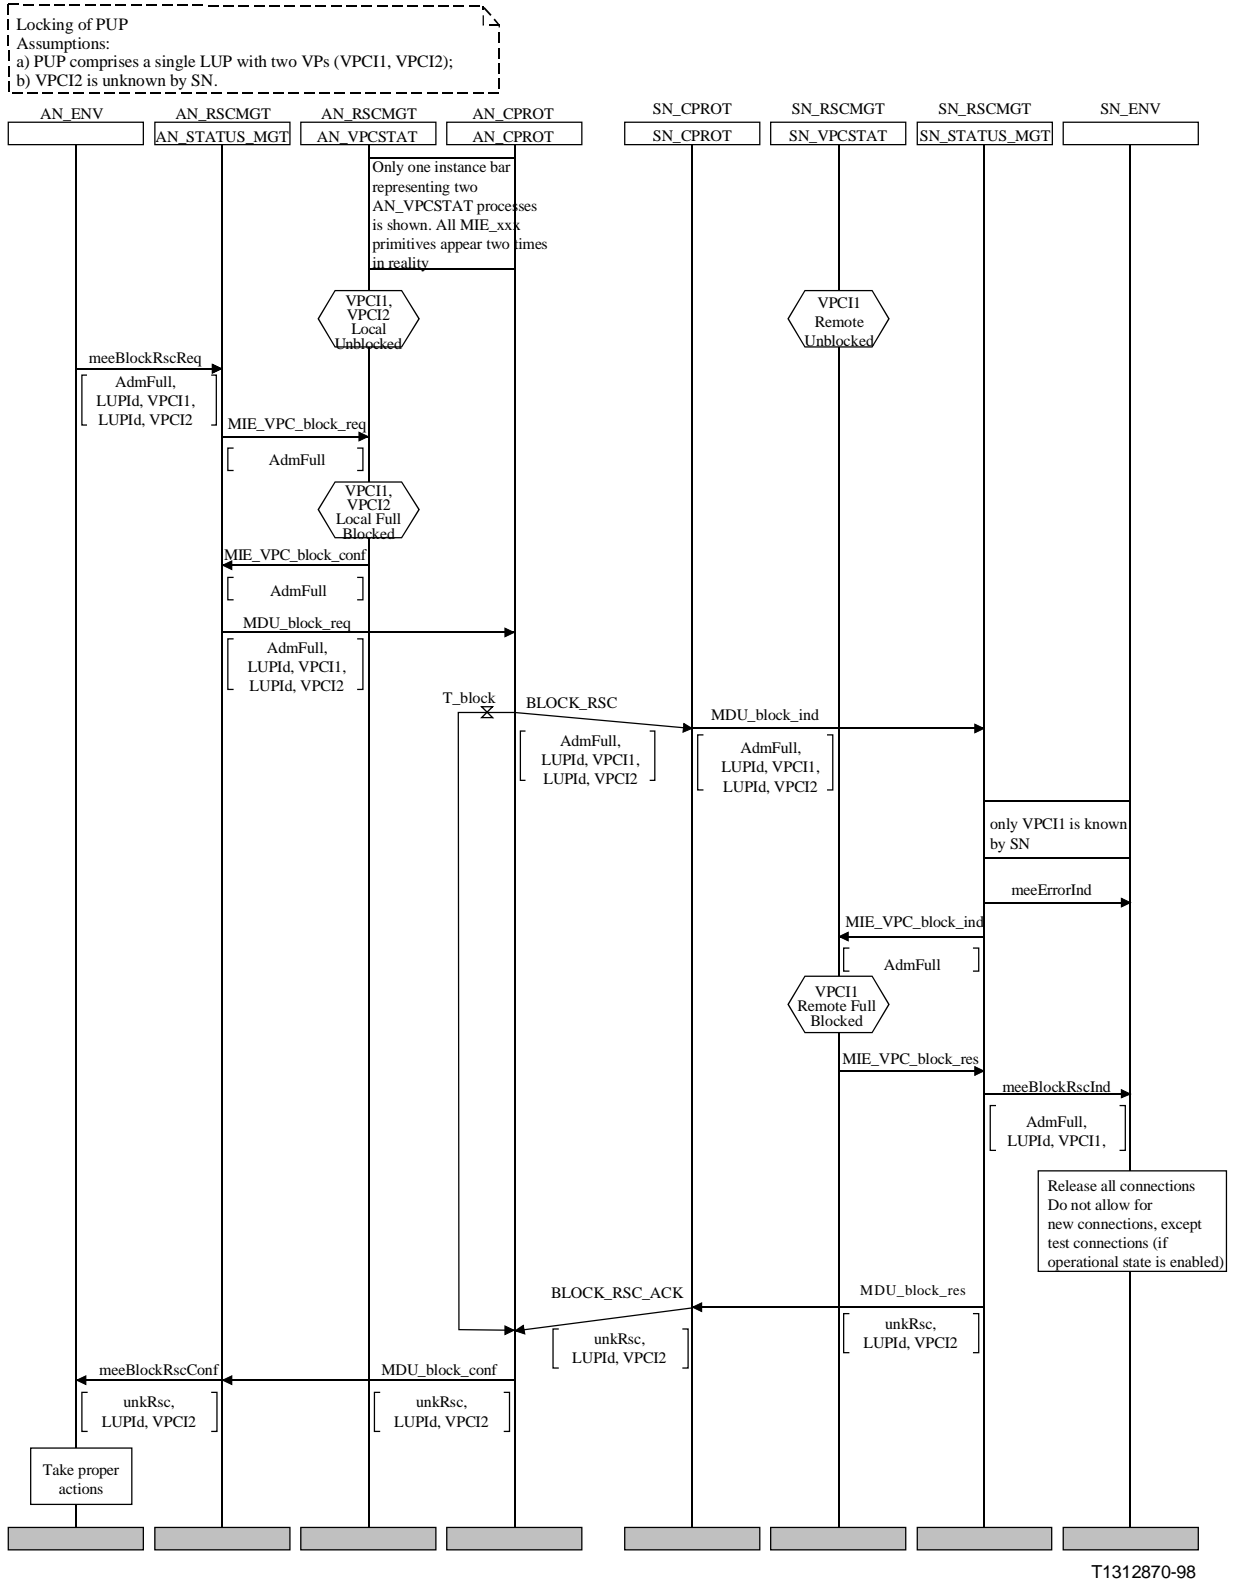 Locking of PUP
Assumptions:
a) PUP comprises a single LUP with two VPs (VPCI1, VPCI2);
b) VPCI2 is unknown by SN.
AN_ENV
AN_RSCMGT
AN_RSCMGT
AN_CPROT
SN_CPROT
SN_RSCMGT
SN_RSCMGT
SN_ENV
AN_STATUS_MGT
AN_VPCSTAT
AN_CPROT
SN_CPROT
SN_VPCSTAT
SN_STATUS_MGT
Only one instance bar
representing two
AN_VPCSTAT processes
is shown. All MIE_xxx
primitives appear two times
in reality
VPCI1,
VPCI2
Local
Unblocked
VPCI1
Remote
Unblocked
meeBlockRscReq
AdmFull,
LUPId, VPCI1,
LUPId, VPCI2
MIE_VPC_block_req
AdmFull
VPCI1,
VPCI2
Local Full
Blocked
MIE_VPC_block_conf
AdmFull
MDU_block_req
AdmFull,
LUPId, VPCI1,
LUPId, VPCI2
T_block
BLOCK_RSC
AdmFull,
LUPId, VPCI1,
LUPId, VPCI2
MDU_block_ind
AdmFull,
LUPId, VPCI1,
LUPId, VPCI2
only VPCI1 is known
by SN
meeErrorInd
MIE_VPC_block_ind
AdmFull
VPCI1
Remote Full
Blocked
MIE_VPC_block_res
meeBlockRscInd
AdmFull,
LUPId, VPCI1,
Release all connections
Do not allow for
new connections, except
test connections (if
operational state is enabled)
MDU_block_res
unkRsc,
LUPId, VPCI2
BLOCK_RSC_ACK
unkRsc,
LUPId, VPCI2
MDU_block_conf
unkRsc,
LUPId, VPCI2
meeBlockRscConf
unkRsc,
LUPId, VPCI2
Take proper
actions
T1312870-98